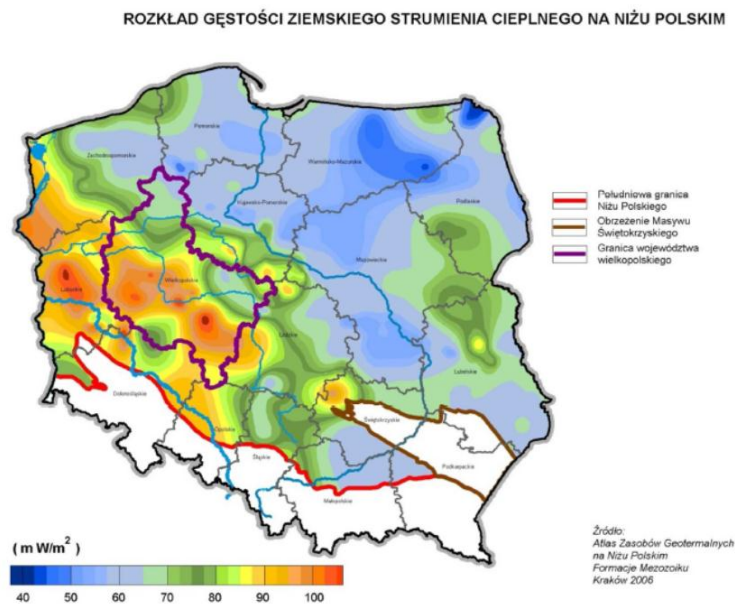 ROZKŁAD GĘSTOŚCI ZIEMSKIEGO STRUMIENIA CIEPLNEGO NA NIŻU POLSKIM
Pomorskie
Zachodniopomorskie
Warmińsko-Mazurskie
Kujawsko-Pomorskie
Podlaskie
Mazowieckie
Lubuskie
Wielkopolskie
Łódzkie
Lubelskie
Dolnośląskie
Opolskie
Świętokrzyskie
Śląskie
Podkarpackie
Małopolskie
Południowa granica
Niżu Polskiego
Obrzeżenie Masywu
Świętokrzyskiego
Granica województwa
wielkopolskiego
( m W/m² )
40 50 60 70 80 90 100
Źródło:
Atlas Zasobów Geotermalnych
na Niżu Polskim
Formacje Mezozoiku
Kraków 2006